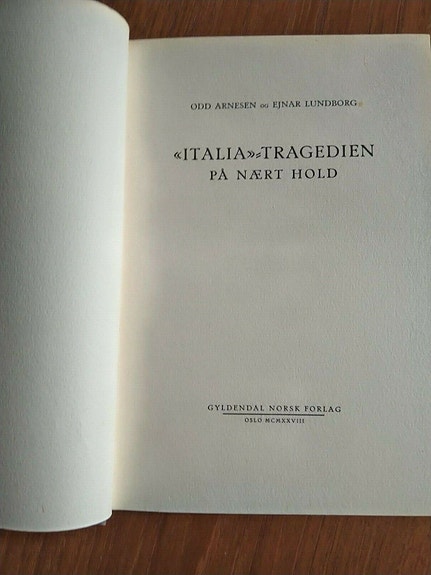 ODD ARNESEN OG EJNAR LUNDBORG
«ITALIA»-TRAGEDIEN
PÅ NÆRT HOLD
GYLDENDAL NORSK FORLAG
OSLO MCMXXVIII